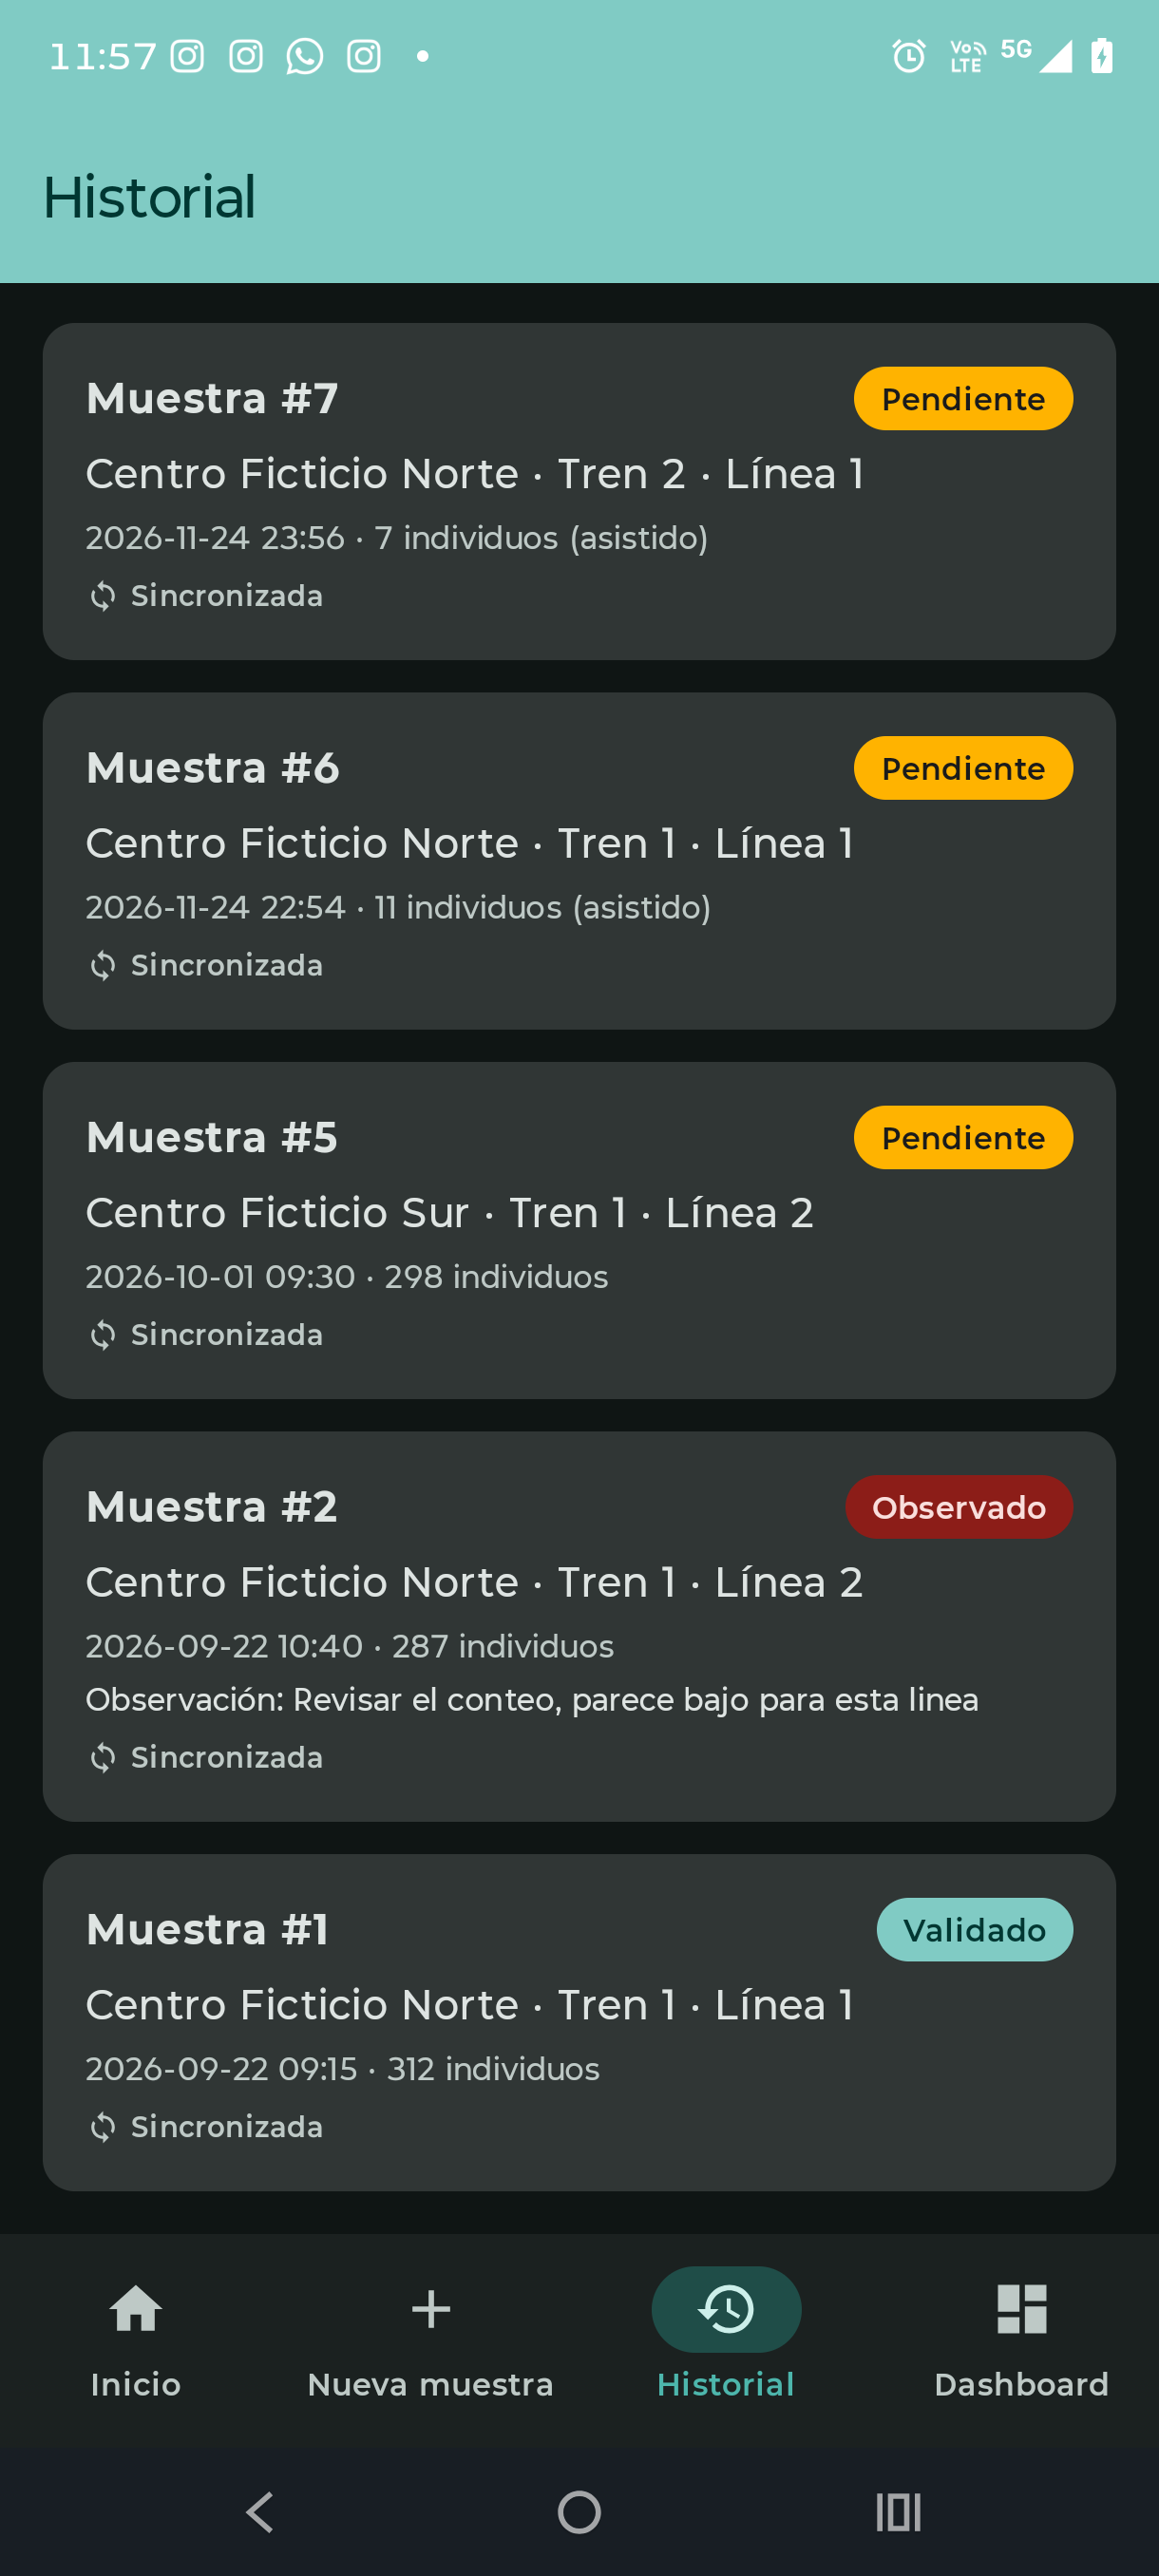 11:57
Vo LTE 5G
Historial
Muestra #7 Pendiente
Centro Ficticio Norte · Tren 2 · Línea 1
2026-11-24 23:56 · 7 individuos (asistido)
Sincronizada
Muestra #6 Pendiente
Centro Ficticio Norte · Tren 1 · Línea 1
2026-11-24 22:54 · 11 individuos (asistido)
Sincronizada
Muestra #5 Pendiente
Centro Ficticio Sur · Tren 1 · Línea 2
2026-10-01 09:30 · 298 individuos
Sincronizada
Muestra #2 Observado
Centro Ficticio Norte · Tren 1 · Línea 2
2026-09-22 10:40 · 287 individuos
Observación: Revisar el conteo, parece bajo para esta linea
Sincronizada
Muestra #1 Validado
Centro Ficticio Norte · Tren 1 · Línea 1
2026-09-22 09:15 · 312 individuos
Sincronizada
Inicio Nueva muestra Historial Dashboard